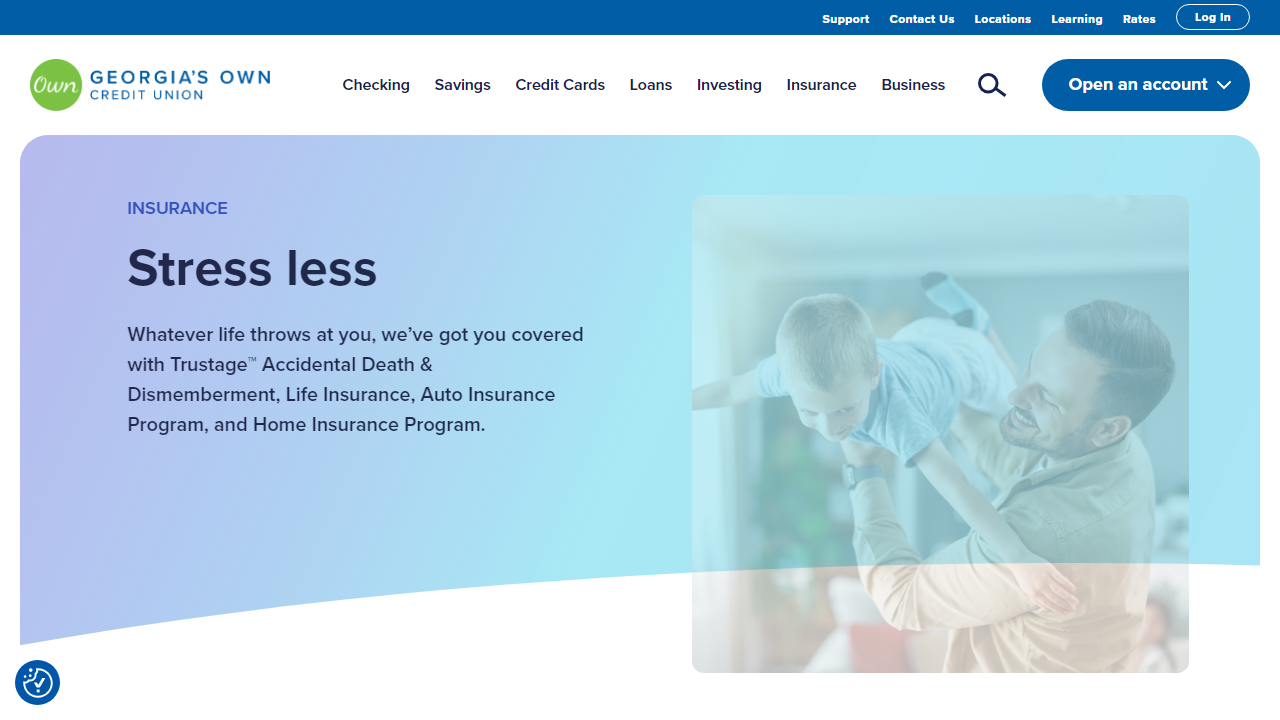 Support Contact Us Locations Learning Rates Log In
Own GEORGIA'S OWN
CREDIT UNION
Checking Savings Credit Cards Loans Investing Insurance Business Open an account
INSURANCE
Stress less
Whatever life throws at you, we’ve got you covered
with Trustage™ Accidental Death &
Dismemberment, Life Insurance, Auto Insurance
Program, and Home Insurance Program.